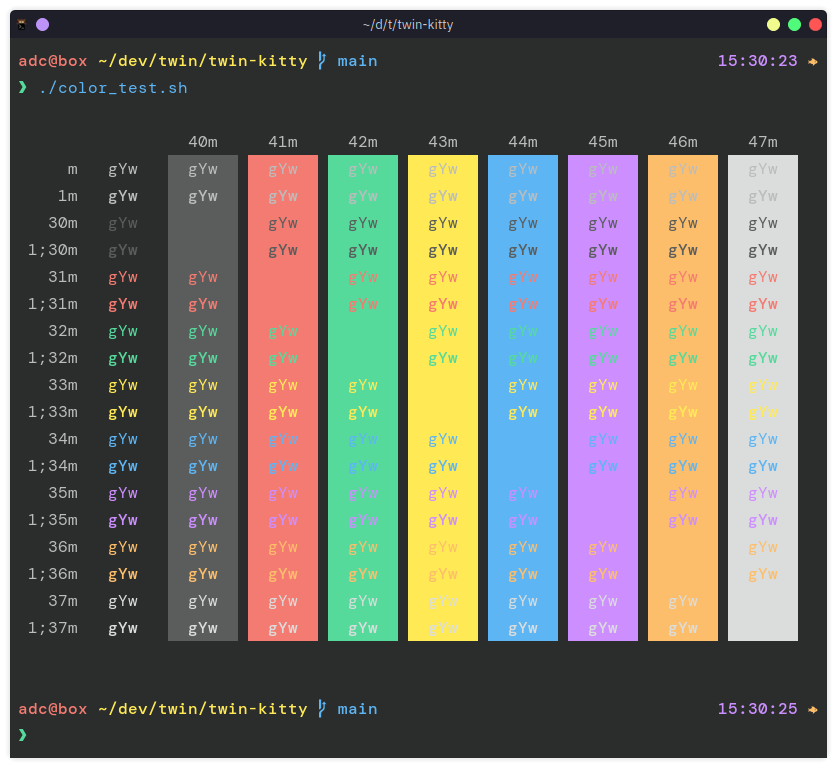 ~/d/t/twin-kitty
adc@box ~/dev/twin/twin-kitty main 15:30:23
❯ ./color_test.sh
40m 41m 42m 43m 44m 45m 46m 47m
m gYw gYw gYw gYw gYw gYw gYw gYw gYw
1m gYw gYw gYw gYw gYw gYw gYw gYw gYw
30m gYw gYw gYw gYw gYw gYw gYw gYw
1;30m gYw gYw gYw gYw gYw gYw gYw gYw
31m gYw gYw gYw gYw gYw gYw gYw gYw
1;31m gYw gYw gYw gYw gYw gYw gYw gYw
32m gYw gYw gYw gYw gYw gYw gYw gYw
1;32m gYw gYw gYw gYw gYw gYw gYw gYw
33m gYw gYw gYw gYw gYw gYw gYw gYw
1;33m gYw gYw gYw gYw gYw gYw gYw gYw
34m gYw gYw gYw gYw gYw gYw gYw gYw
1;34m gYw gYw gYw gYw gYw gYw gYw gYw
35m gYw gYw gYw gYw gYw gYw gYw gYw
1;35m gYw gYw gYw gYw gYw gYw gYw gYw
36m gYw gYw gYw gYw gYw gYw gYw gYw
1;36m gYw gYw gYw gYw gYw gYw gYw gYw
37m gYw gYw gYw gYw gYw gYw gYw gYw
1;37m gYw gYw gYw gYw gYw gYw gYw gYw
adc@box ~/dev/twin/twin-kitty main 15:30:25
❯